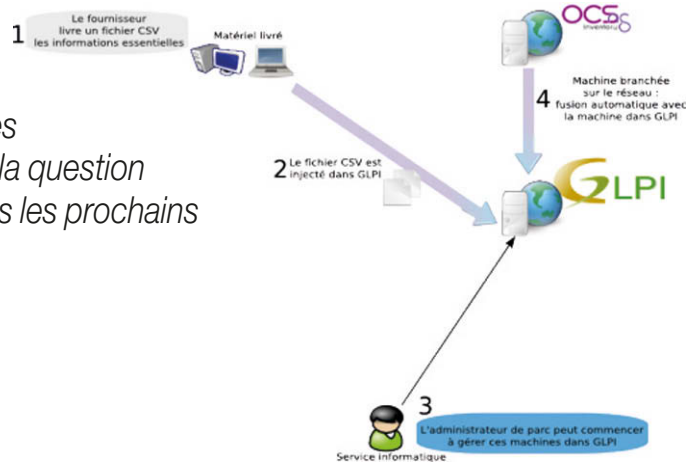 1
Le fournisseur
livre un fichier CSV
les informations essentielles
Matériel livré
OCS
inventory
4
Machine branchée
sur le réseau :
fusion automatique avec
la machine dans GLPI
la question
s les prochains
2
Le fichier CSV est
injecté dans GLPI
GLPI
3
L'administrateur de parc peut commencer
à gérer ces machines dans GLPI
Service informatique